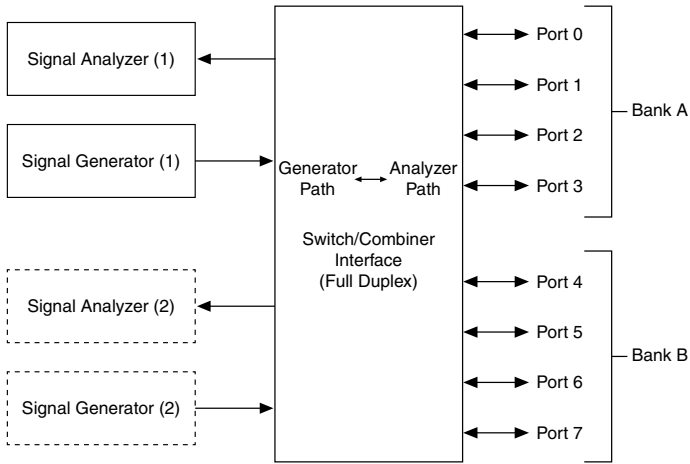 Signal Analyzer (1)
Signal Generator (1)
Signal Analyzer (2)
Signal Generator (2)
Generator
Path
Analyzer
Path
Switch/Combiner
Interface
(Full Duplex)
Port 0
Port 1
Port 2
Port 3
Bank A
Port 4
Port 5
Port 6
Port 7
Bank B